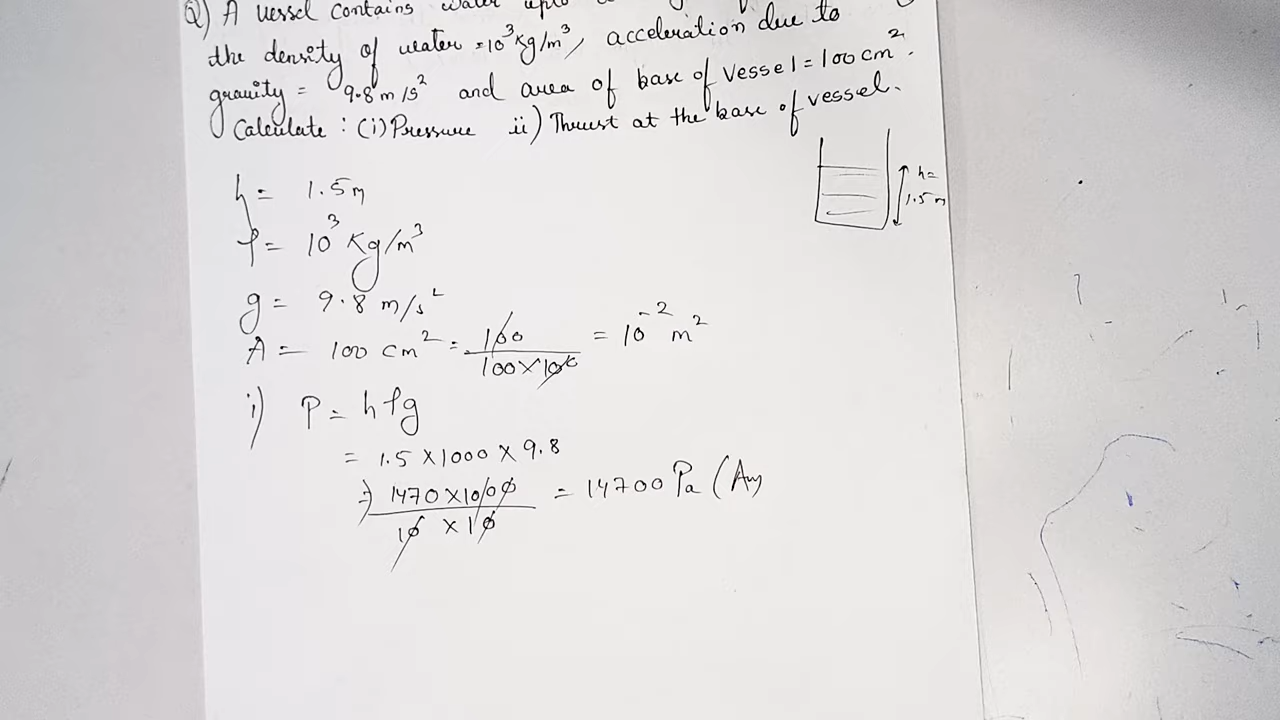 Q) A vessel contains water upto
the density of water = 10³ Kg/m³, acceleration due to
gravity = 9.8 m/s² and area of base of Vessel = 100 cm².
Calculate : (i) Pressure ii) Thrust at the base of vessel.
h =
1.5 m
h = 1.5 m
ρ = 10³ Kg/m³
g = 9.8 m/s²
A = 100 cm² = 100 / 100 × 100 = 10⁻² m²
i) P = hρg
= 1.5 × 1000 × 9.8
=) 1470 × 1000 / 10 × 10 = 14700 Pa (Ans